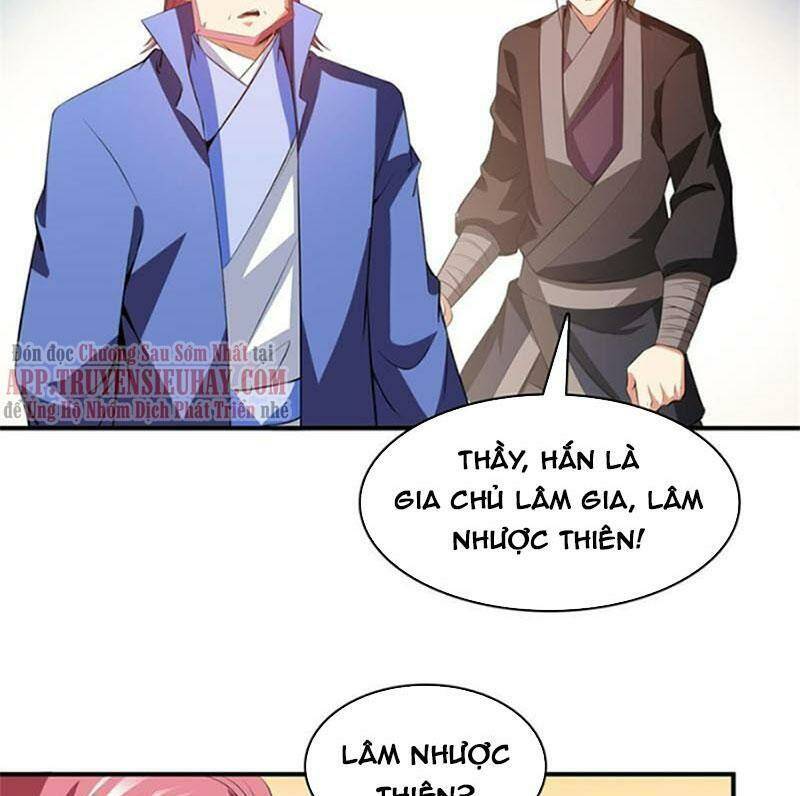 Đón đọc Chương Sau Sớm Nhất tại
APP.TRUYENSIEUHAY.COM
để Ủng Hộ Nhóm Dịch Phát Triển nhé
THẦY, HẮN LÀ
GIA CHỦ LÂM GIA, LÂM
NHƯỢC THIÊN!
LÂM NHƯỢC
THIÊN?